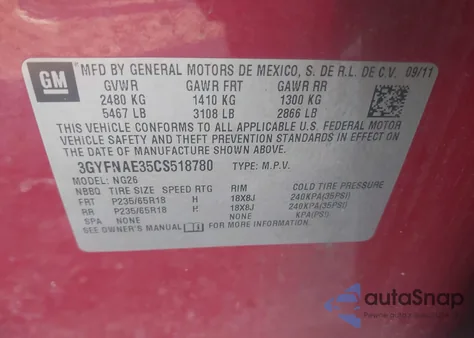 GM
MFD BY GENERAL MOTORS DE MEXICO, S. DE R.L. DE C.V. 09/11
GVWR GAWR FRT GAWR RR
2480 KG 1410 KG 1300 KG
5467 LB 3108 LB 2866 LB
THIS VEHICLE CONFORMS TO ALL APPLICABLE U.S. FEDERAL MOTOR
VEHICLE SAFETY AND THEFT PREVENTION STANDARDS IN EFFECT ON
THE DATE OF MANUFACTURE SHOWN ABOVE.
3GYFNAE35CS518780 TYPE: M.P.V.
MODEL: NG26
NBBQ TIRE SIZE SPEED RTG RIM COLD TIRE PRESSURE
FRT P235/65R18 H 18X8J 240KPA(35PSI)
RR P235/65R18 H 18X8J 240KPA(35PSI)
SPA NONE NONE KPA(PSI)
SEE OWNER'S MANUAL FOR MORE INFORMATION.
autoSnap